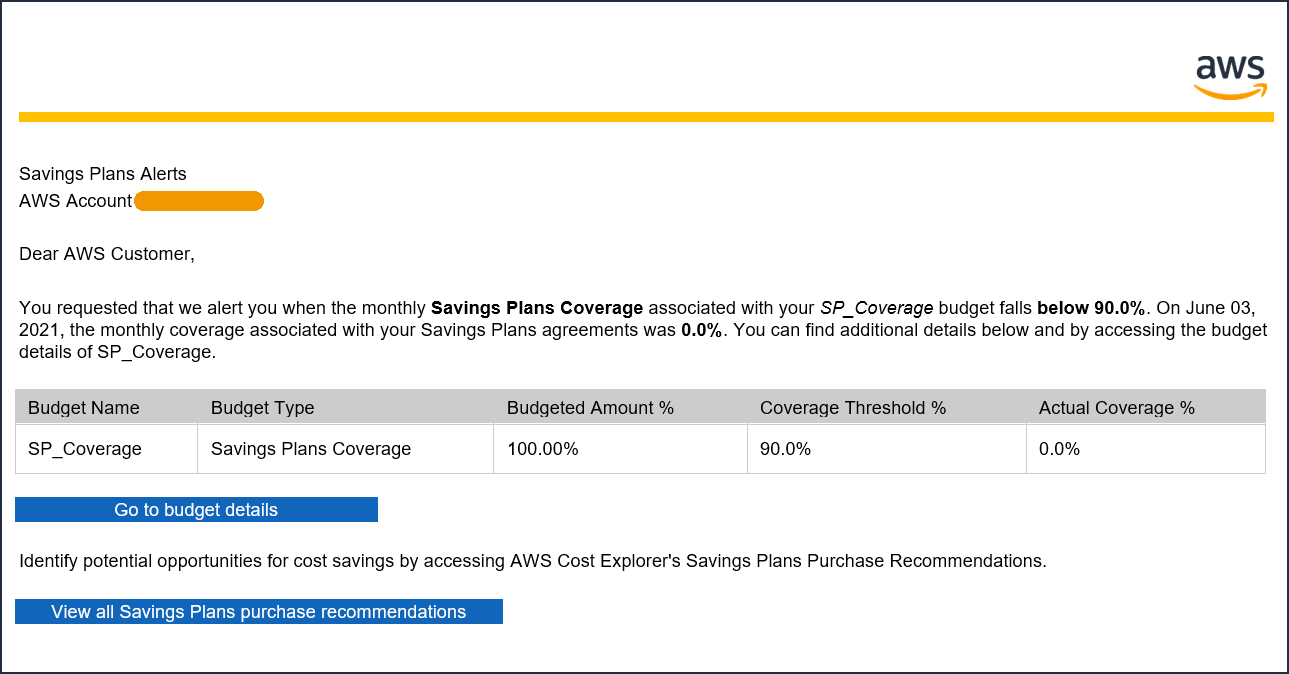 aws
Savings Plans Alerts
AWS Account
Dear AWS Customer,
You requested that we alert you when the monthly Savings Plans Coverage associated with your SP_Coverage budget falls below 90.0%. On June 03,
2021, the monthly coverage associated with your Savings Plans agreements was 0.0%. You can find additional details below and by accessing the budget
details of SP_Coverage.
Budget Name Budget Type Budgeted Amount % Coverage Threshold % Actual Coverage %
SP_Coverage Savings Plans Coverage 100.00% 90.0% 0.0%
Go to budget details
Identify potential opportunities for cost savings by accessing AWS Cost Explorer's Savings Plans Purchase Recommendations.
View all Savings Plans purchase recommendations